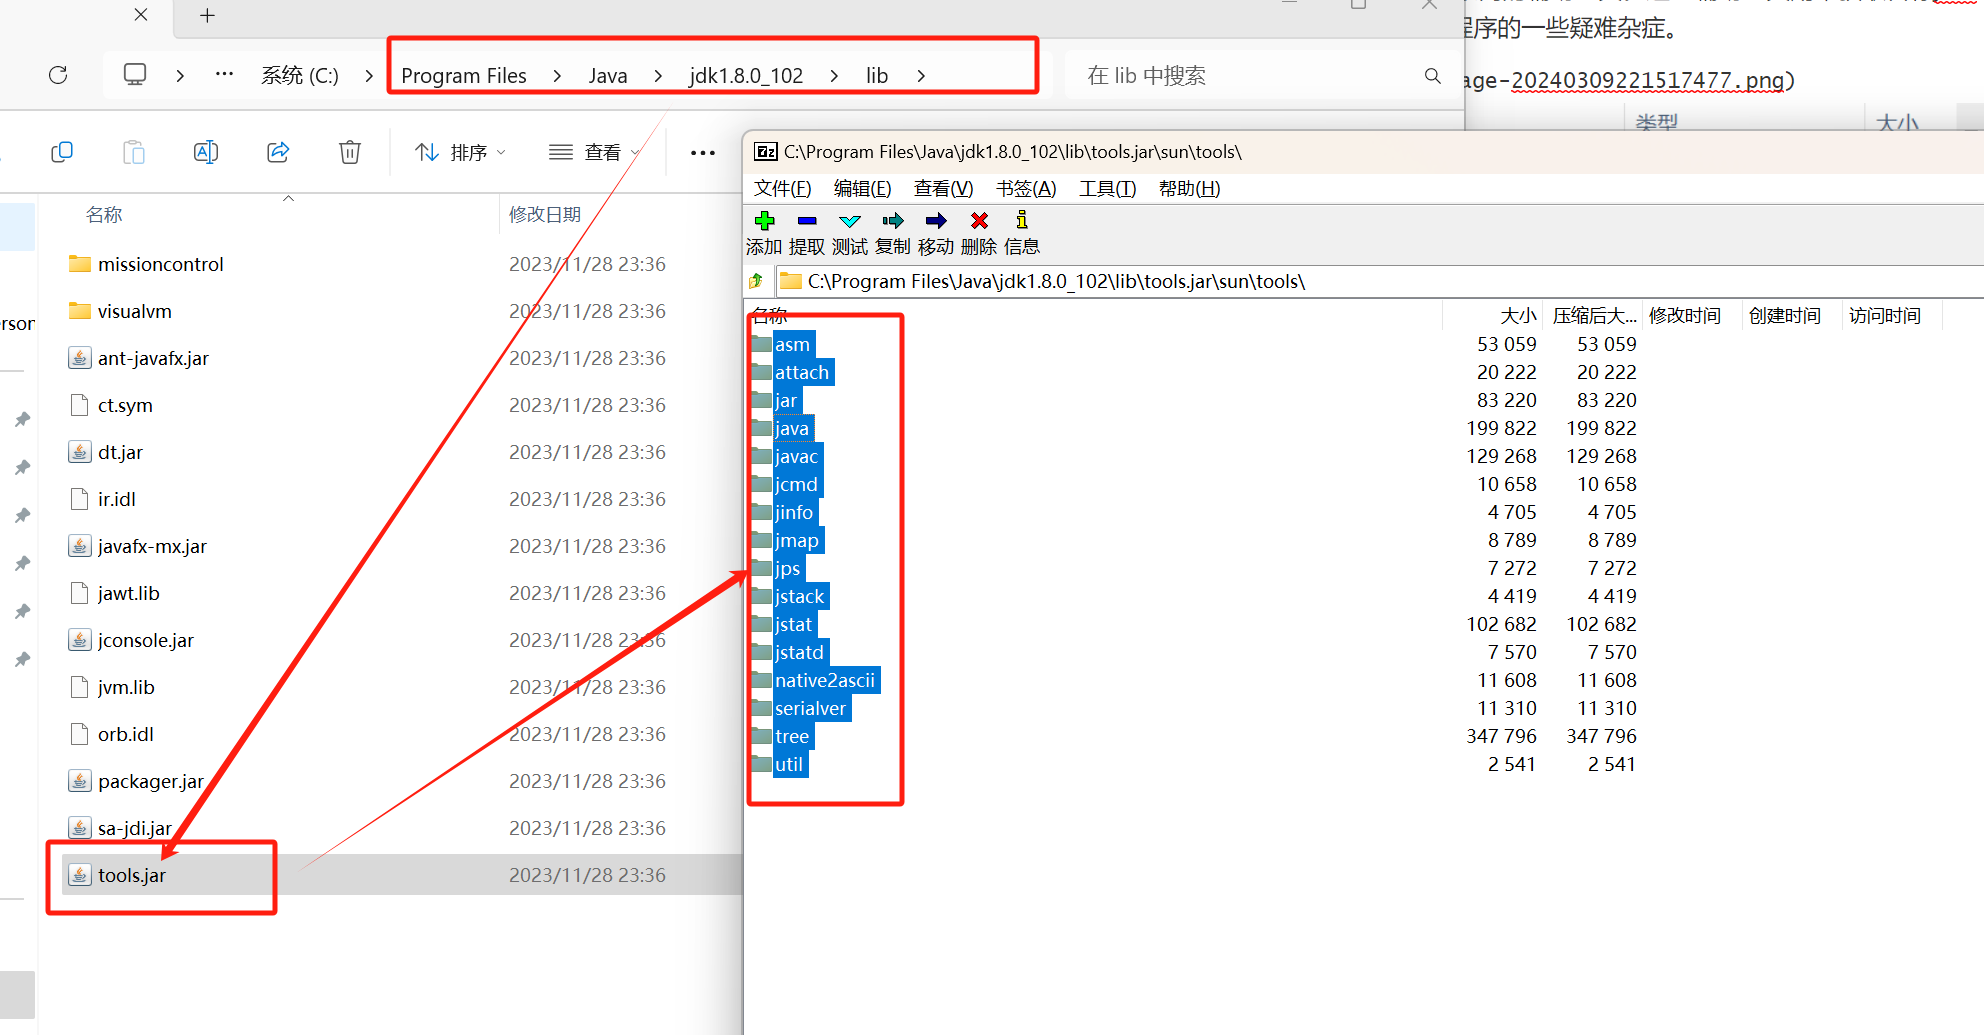 程序的一些疑难杂症。
age-20240309221517477.png)
类型 大小
··· 系统 (C:) > Program Files > Java > jdk1.8.0_102 > lib >
在 lib 中搜索
排序
查看
名称 修改日期
missioncontrol 2023/11/28 23:36
visualvm 2023/11/28 23:36
ant-javafx.jar 2023/11/28 23:36
ct.sym 2023/11/28 23:36
dt.jar 2023/11/28 23:36
ir.idl 2023/11/28 23:36
javafx-mx.jar 2023/11/28 23:36
jawt.lib 2023/11/28 23:36
jconsole.jar 2023/11/28 23:36
jvm.lib 2023/11/28 23:36
orb.idl 2023/11/28 23:36
packager.jar 2023/11/28 23:36
sa-jdi.jar 2023/11/28 23:36
tools.jar 2023/11/28 23:36
erson
C:\Program Files\Java\jdk1.8.0_102\lib\tools.jar\sun\tools\
文件(F) 编辑(E) 查看(V) 书签(A) 工具(T) 帮助(H)
添加 提取 测试 复制 移动 删除 信息
C:\Program Files\Java\jdk1.8.0_102\lib\tools.jar\sun\tools\
名称 大小 压缩后大... 修改时间 创建时间 访问时间
asm 53 059 53 059
attach 20 222 20 222
jar 83 220 83 220
java 199 822 199 822
javac 129 268 129 268
jcmd 10 658 10 658
jinfo 4 705 4 705
jmap 8 789 8 789
jps 7 272 7 272
jstack 4 419 4 419
jstat 102 682 102 682
jstatd 7 570 7 570
native2ascii 11 608 11 608
serialver 11 310 11 310
tree 347 796 347 796
util 2 541 2 541